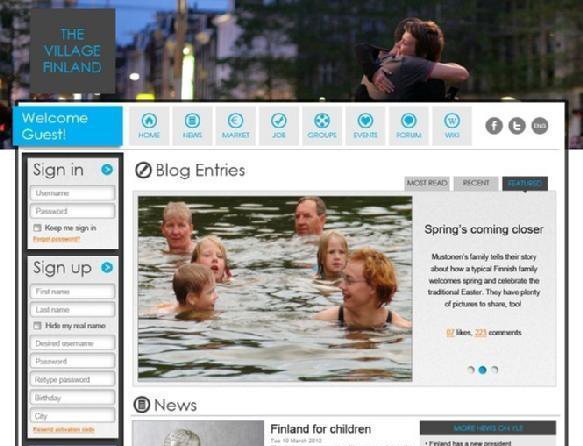 THE
VILLAGE
FINLAND
Welcome
Guest!
HOME
NEWS
MARKET
JOB
GROUPS
EVENTS
FORUM
WIKI
ENG
Sign in
Username
Password
Keep me sign in
Forgot password?
Sign up
First name
Last name
Hide my real name
Desired username
Password
Retype password
Birthday
City
Resend activation code
Blog Entries
MOST READ
RECENT
FEATURED
Spring's coming closer
Mustonen's family tells their story
about how a typical Finnish family
welcomes spring and celebrate the
traditional Easter. They have plenty
of pictures to share, too!
likes, 223 comments
News
Finland for children
March 2012
MORE NEWS ON
• Finland has a new president